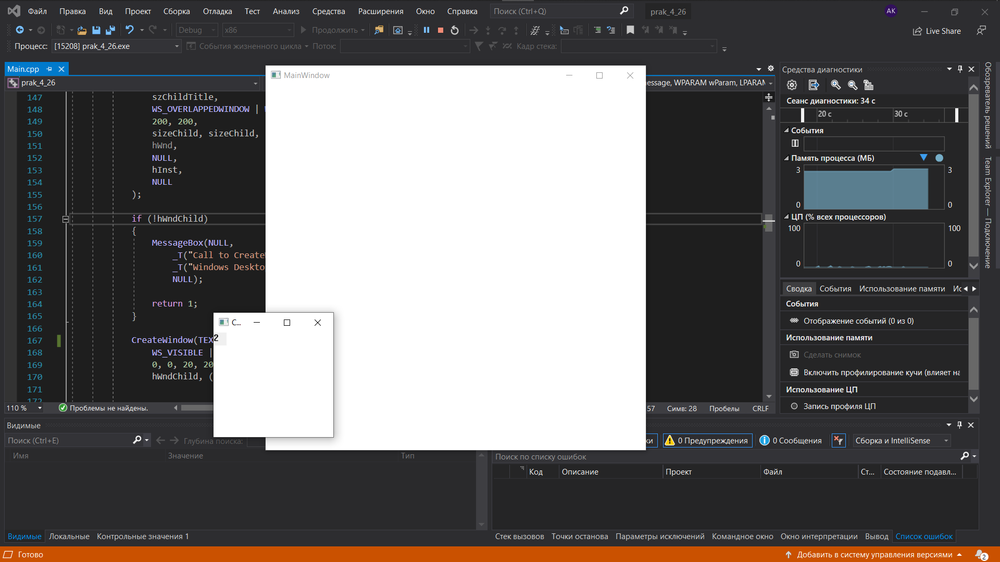 Файл Правка Вид Проект Сборка Отладка Тест Анализ Средства Расширения Окно Справка Поиск (Ctrl+Q) prak_4_26 AK
Debug x86 Продолжить Live Share
Процесс: [15208] prak_4_26.exe События жизненного цикла Поток: Кадр стека:
Main.cpp
prak_4_26
essage, WPARAM wParam, LPARAM
147 szChildTitle,
148 WS_OVERLAPPEDWINDOW |
149 200, 200,
150 sizeChild, sizeChild,
151 hWnd,
152 NULL,
153 hInst,
154 NULL
155 );
156
157 if (!hWndChild)
158 {
159 MessageBox(NULL,
160 _T("Call to Create
161 _T("Windows Deskto
162 NULL);
163
164 return 1;
165 }
166
167 CreateWindow(TEX
168 WS_VISIBLE |
169 0, 0, 20, 20
170 hWndChild, (
171
172
MainWindow
C...
2
110 % Проблемы не найдены. 57 Симв: 28 Пробелы CRLF
Средства диагностики
Сеанс диагностики: 34 с
20 с 30 с
События
Память процесса (МБ)
3 3
0 0
ЦП (% всех процессоров)
100 100
0 0
Сводка События Использование памяти Ис
События
Отображение событий (0 из 0)
Использование памяти
Сделать снимок
Включить профилирование кучи (влияет на
Использование ЦП
Запись профиля ЦП
Обозреватель решений
Team Explorer — Подключение
Видимые
Поиск (Ctrl+E) Глубина поиска:
Имя Значение Тип
Видимые Локальные Контрольные значения 1
ки 0 Предупреждения 0 Сообщения Сборка и IntelliSense
Поиск по списку ошибок
Код Описание Проект Файл Ст... Состояние подавл...
Стек вызовов Точки останова Параметры исключений Командное окно Окно интерпретации Вывод Список ошибок
Готово Добавить в систему управления версиями 2